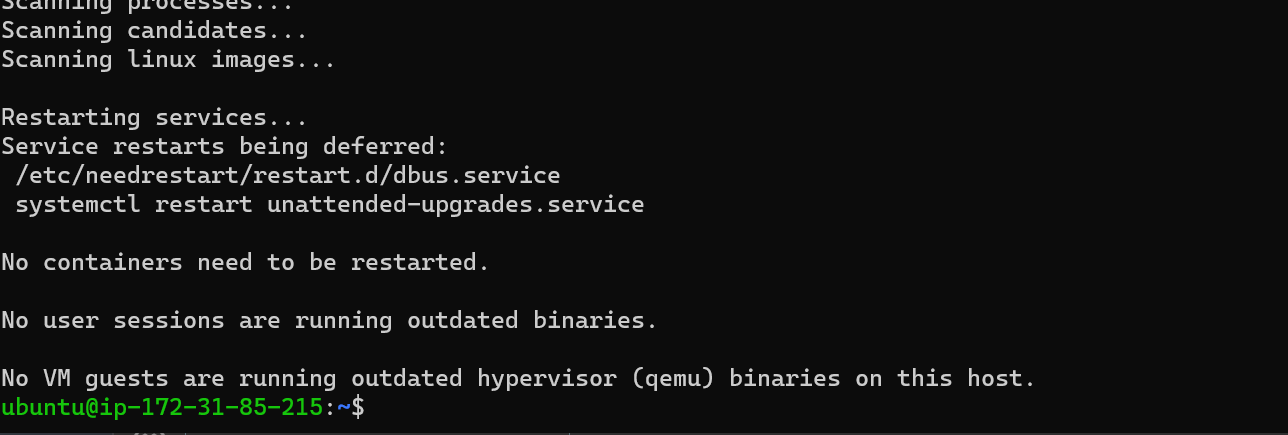 Scanning processes...
Scanning candidates...
Scanning linux images...
Restarting services...
Service restarts being deferred:
/etc/needrestart/restart.d/dbus.service
systemctl restart unattended-upgrades.service
No containers need to be restarted.
No user sessions are running outdated binaries.
No VM guests are running outdated hypervisor (qemu) binaries on this host.
ubuntu@ip-172-31-85-215:~$